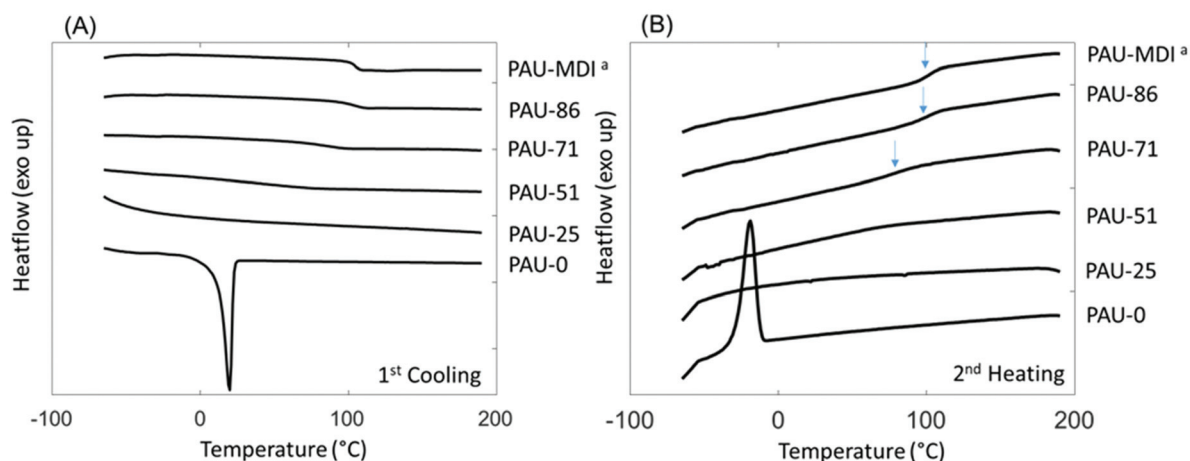 (A)
Heatflow (exo up)
PAU-MDI ᵃ
PAU-86
PAU-71
PAU-51
PAU-25
PAU-0
1ˢᵗ Cooling
-100 0 100 200
Temperature (°C)
(B)
Heatflow (exo up)
PAU-MDI ᵃ
PAU-86
PAU-71
PAU-51
PAU-25
PAU-0
2ⁿᵈ Heating
-100 0 100 200
Temperature (°C)